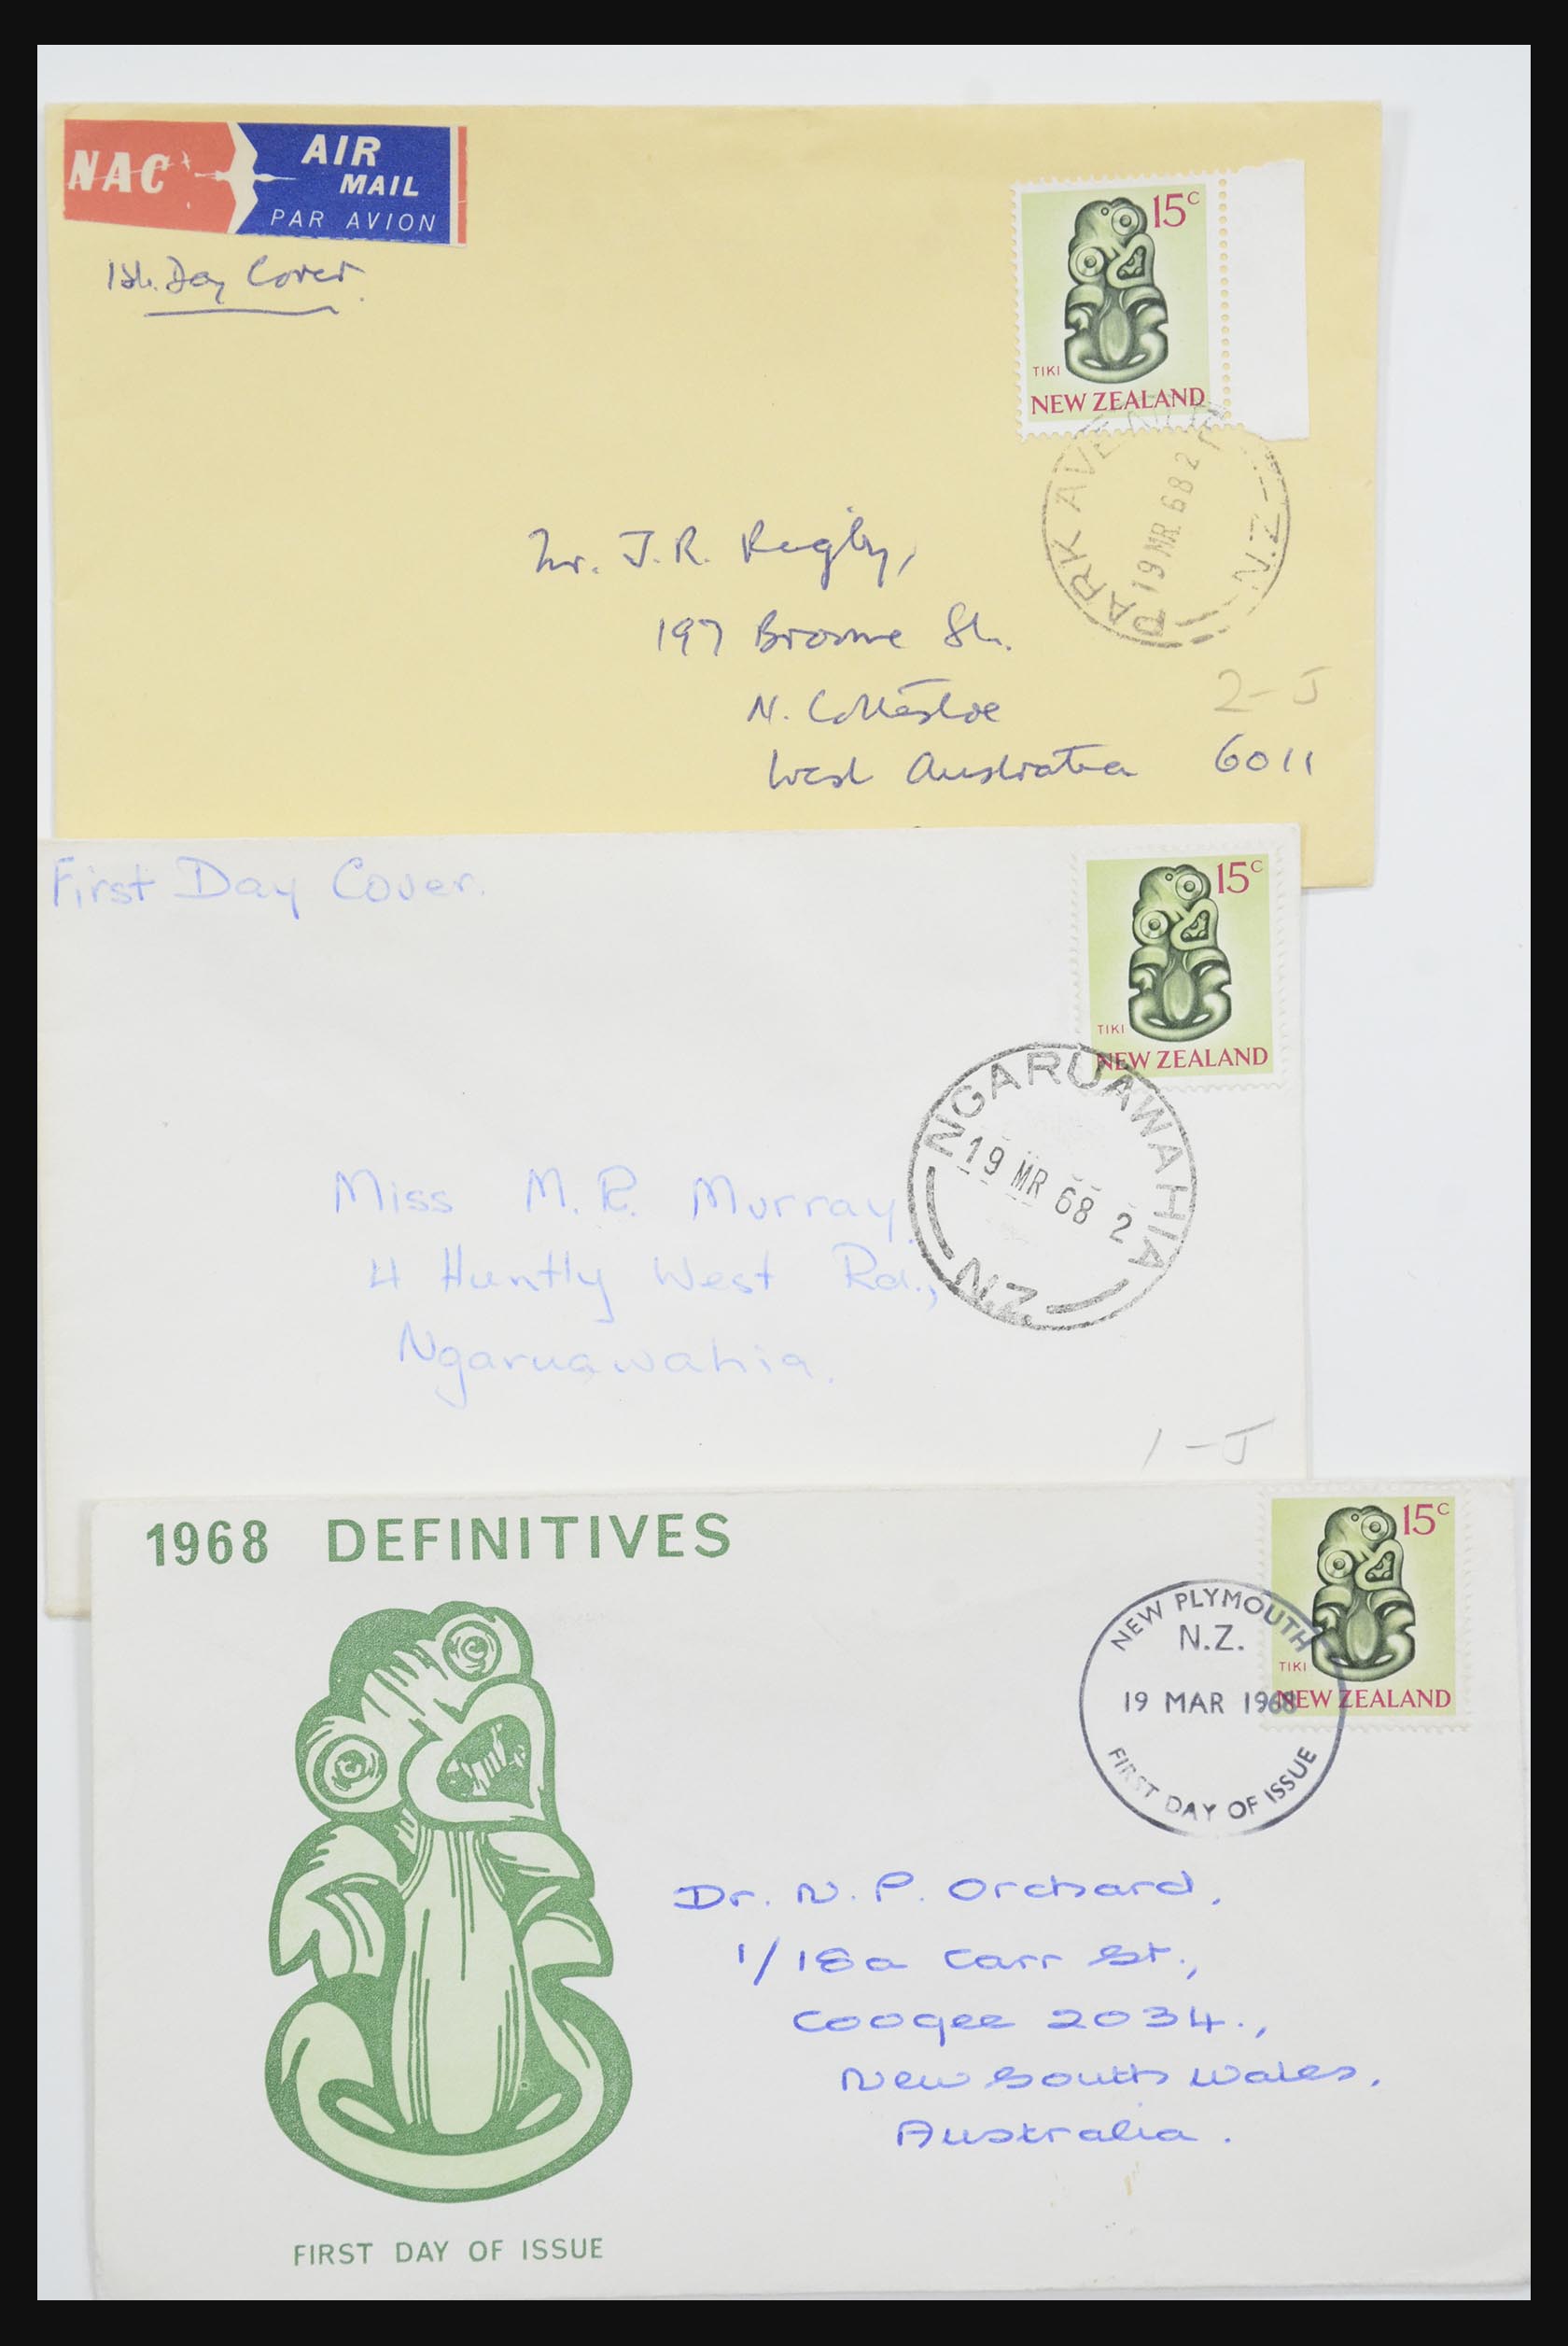 NAC
AIR
MAIL
PAR AVION
1st. Day Cover.
15c
TIKI
NEW ZEALAND
PARK AVENUE
19 MR 68 2
N.Z.
Mr. J.R. Rugby,
197 Broome St.
N. Cottesloe
2-J
West Australia 6011
First Day Cover.
15c
TIKI
NEW ZEALAND
NGARUAWAHIA
19 MR 68 2
N.Z.
Miss M. R. Murray,
4 Huntly West Rd.,
Ngaruawahia.
1-J
1968 DEFINITIVES
15c
TIKI
NEW ZEALAND
NEW PLYMOUTH
N.Z.
19 MAR 1968
FIRST DAY OF ISSUE
Dr. N. P. Orchard,
1/18a Carr St.,
Coogee 2034.,
New South Wales,
Australia.
FIRST DAY OF ISSUE